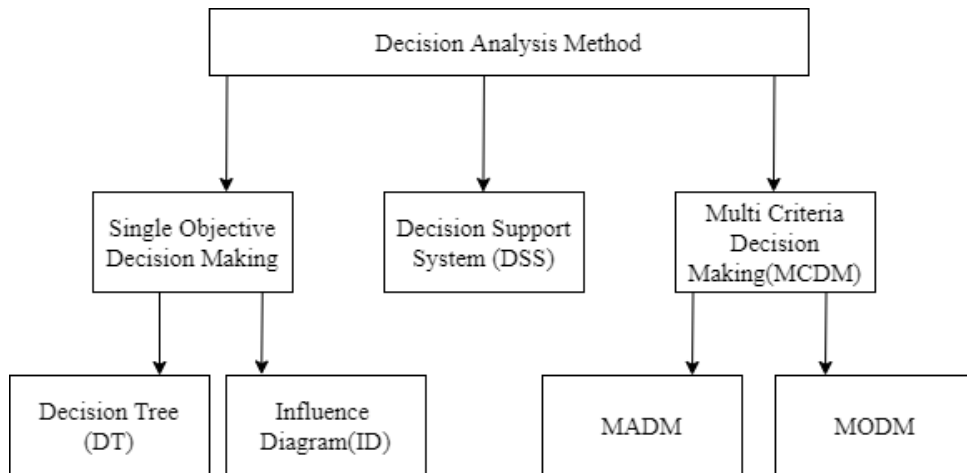 Decision Analysis Method
Single Objective
Decision Making
Decision Support
System (DSS)
Multi Criteria
Decision
Making(MCDM)
Decision Tree
(DT)
Influence
Diagram(ID)
MADM
MODM